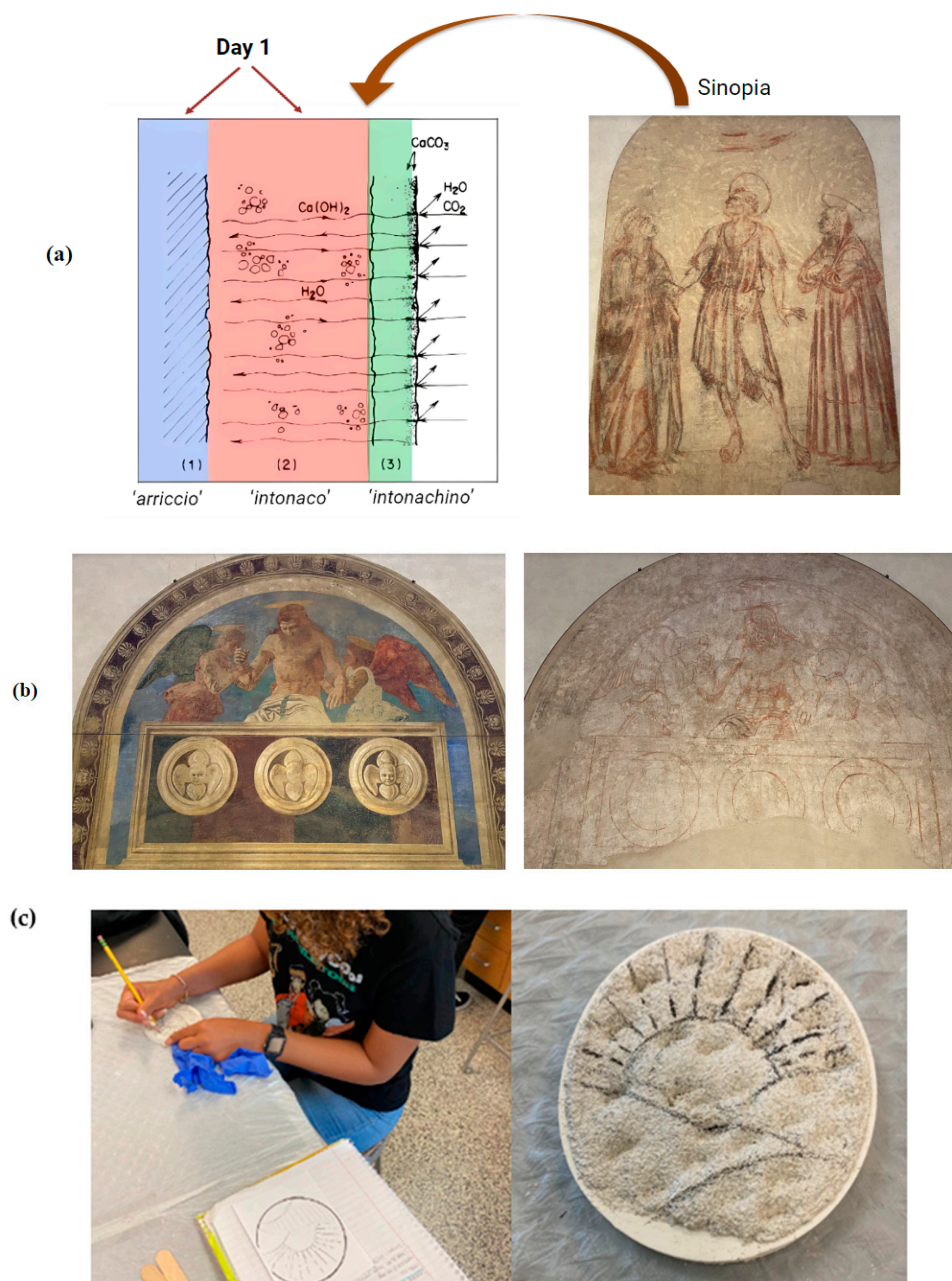 Day 1
Sinopia
(a)
CaCO3
H2O
CO2
Ca(OH)2
H2O
(1)
(2)
(3)
'arriccio'
'intonaco'
'intonachino'
(b)
(c)